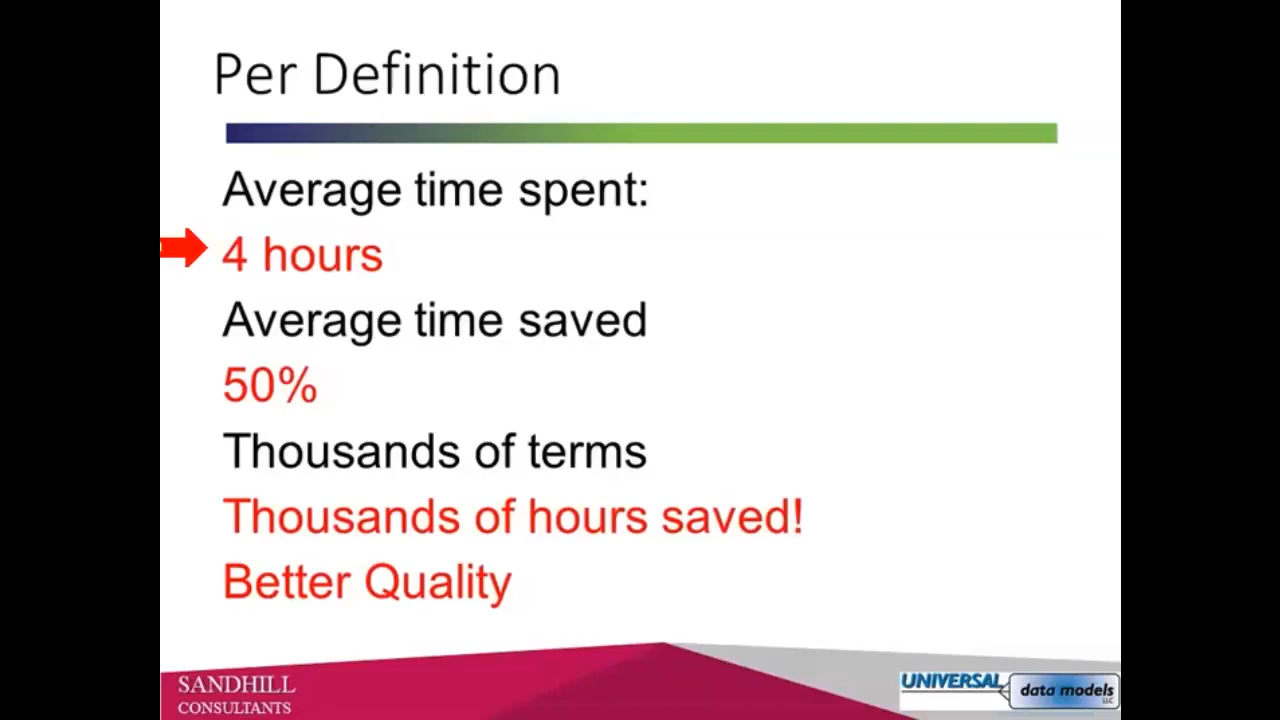 Per Definition
Average time spent:
4 hours
Average time saved
50%
Thousands of terms
Thousands of hours saved!
Better Quality
SANDHILL
CONSULTANTS
UNIVERSAL
data models
LLC